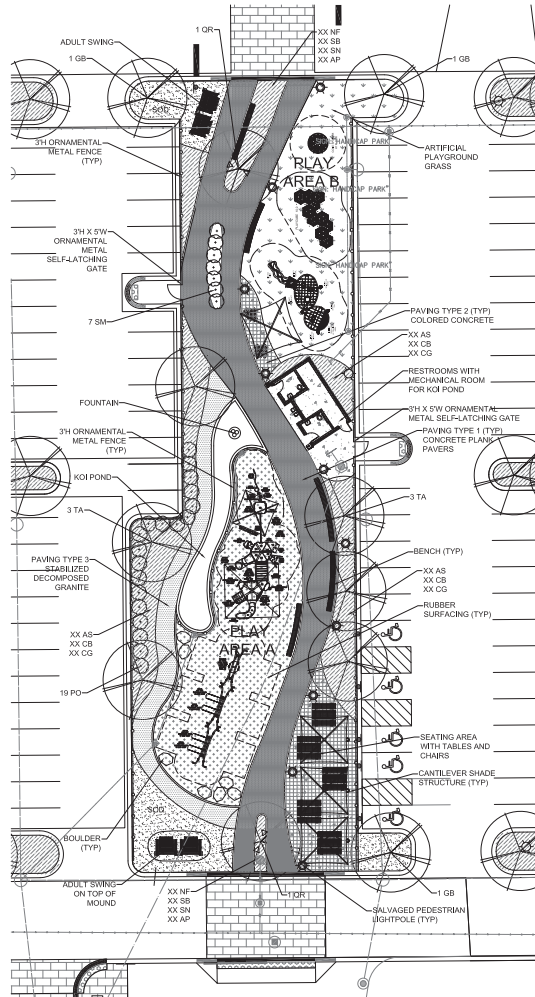 XX NF
XX SB
XX SN
XX AP
1 QR
ADULT SWING
1 GB
1 GB
SOD
ARTIFICIAL
PLAYGROUND
GRASS
3'H ORNAMENTAL
METAL FENCE
(TYP)
"HANDICAP PARK"
PLAY
AREA B
"HANDICAP PARK"
3'H X 5'W
ORNAMENTAL
METAL
SELF-LATCHING
GATE
"HANDICAP PARK"
7 SM
PAVING TYPE 2 (TYP)
COLORED CONCRETE
XX AS
XX CB
XX CG
RESTROOMS WITH
MECHANICAL ROOM
FOR KOI POND
FOUNTAIN
3'H X 5'W ORNAMENTAL
METAL SELF-LATCHING GATE
PAVING TYPE 1 (TYP)
CONCRETE PLANK
PAVERS
3'H ORNAMENTAL
METAL FENCE
(TYP)
KOI POND
3 TA
3 TA
BENCH (TYP)
PAVING TYPE 3
STABILIZED
DECOMPOSED
GRANITE
XX AS
XX CB
XX CG
RUBBER
SURFACING (TYP)
PLAY
AREA A
XX AS
XX CB
XX CG
19 PO
SEATING AREA
WITH TABLES AND
CHAIRS
CANTILEVER SHADE
STRUCTURE (TYP)
SOD
BOULDER
(TYP)
ADULT SWING
ON TOP OF
MOUND
XX NF
XX SB
XX SN
XX AP
1 QR
1 GB
SALVAGED PEDESTRIAN
LIGHTPOLE (TYP)